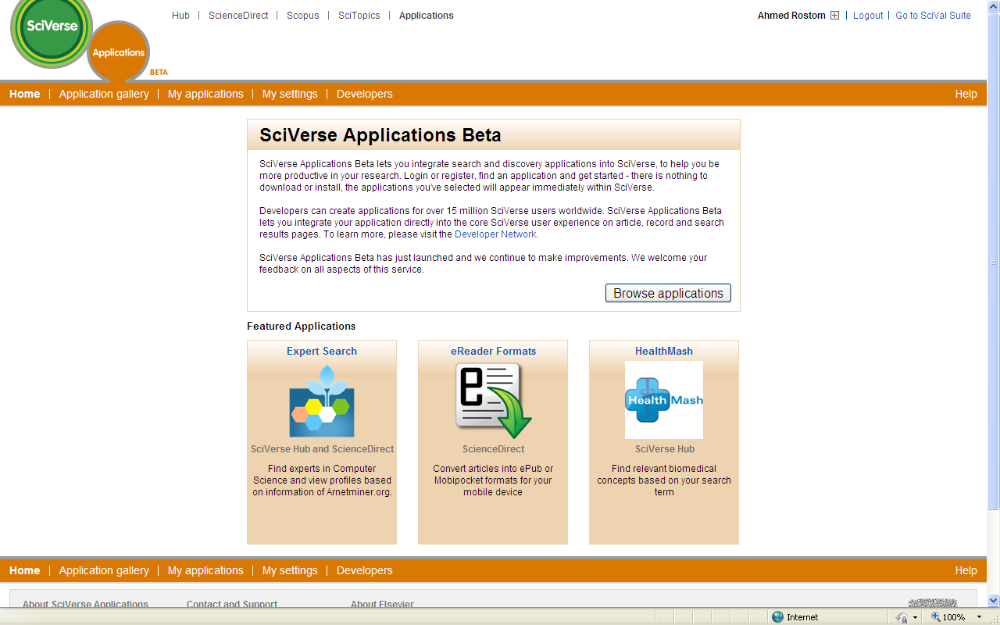 SciVerse
Applications
BETA
Hub | ScienceDirect | Scopus | SciTopics | Applications
Ahmed Rostom | Logout | Go to SciVal Suite
Home | Application gallery | My applications | My settings | Developers
Help
SciVerse Applications Beta
SciVerse Applications Beta lets you integrate search and discovery applications into SciVerse, to help you be
more productive in your research. Login or register, find an application and get started - there is nothing to
download or install, the applications you've selected will appear immediately within SciVerse.
Developers can create applications for over 15 million SciVerse users worldwide. SciVerse Applications Beta
lets you integrate your application directly into the core SciVerse user experience on article, record and search
results pages. To learn more, please visit the Developer Network.
SciVerse Applications Beta has just launched and we continue to make improvements. We welcome your
feedback on all aspects of this service.
Browse applications
Featured Applications
Expert Search
SciVerse Hub and ScienceDirect
Find experts in Computer
Science and view profiles based
on information of Arnetminer.org.
eReader Formats
e
ScienceDirect
Convert articles into ePub or
Mobipocket formats for your
mobile device
HealthMash
Health Mash
SciVerse Hub
Find relevant biomedical
concepts based on your search
term
Home | Application gallery | My applications | My settings | Developers
Help
About SciVerse Applications
Contact and Support
About Elsevier
Internet
100%